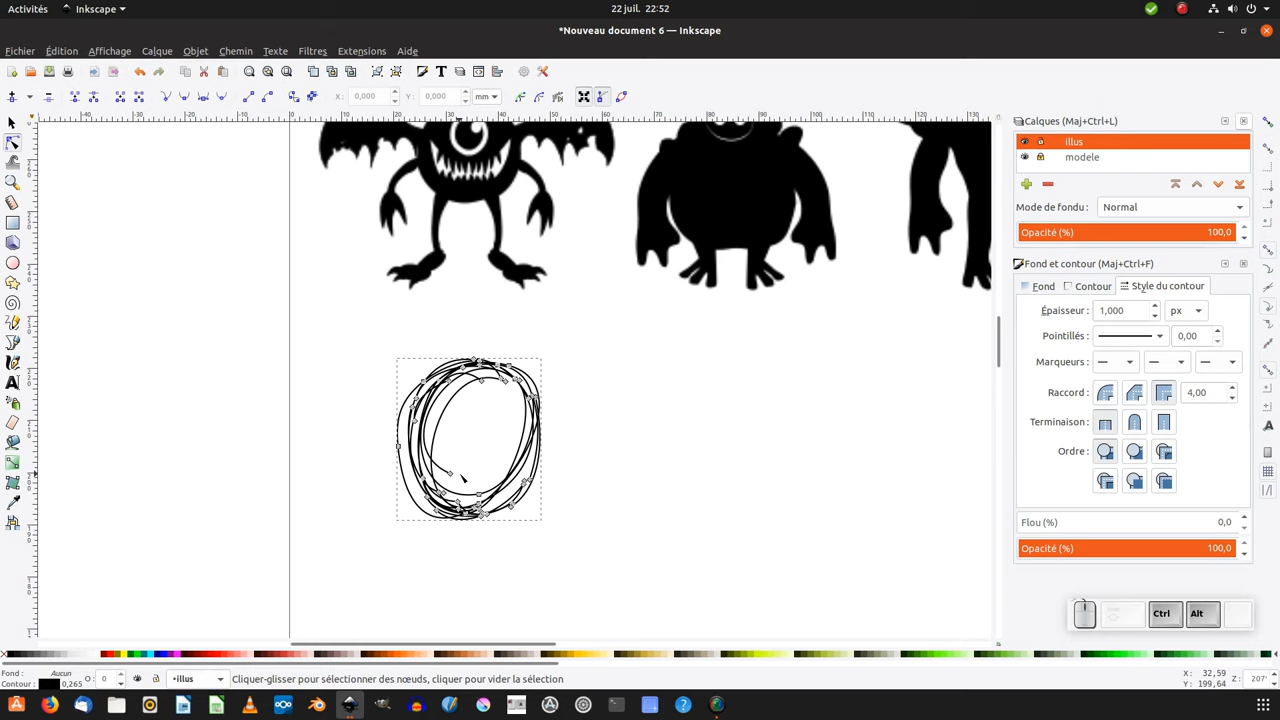 Activités
Inkscape
22 juil. 22:52
*Nouveau document 6 — Inkscape
Fichier Édition Affichage Calque Objet Chemin Texte Filtres Extensions Aide
X: 0,000 Y: 0,000 mm
Calques (Maj+Ctrl+L)
illus
modele
Mode de fondu : Normal
Opacité (%) 100,0
Fond et contour (Maj+Ctrl+F)
Fond Contour Style du contour
Épaisseur : 1,000 px
Pointillés : 0,00
Marqueurs :
Raccord : 4,00
Terminaison :
Ordre :
Flou (%) 0,0
Opacité (%) 100,0
Ctrl Alt
Fond : Aucun
Contour : 0,265
O: 0
•illus
Cliquer-glisser pour sélectionner des nœuds, cliquer pour vider la sélection
X: 32,59
Y: 199,64
Z: 207